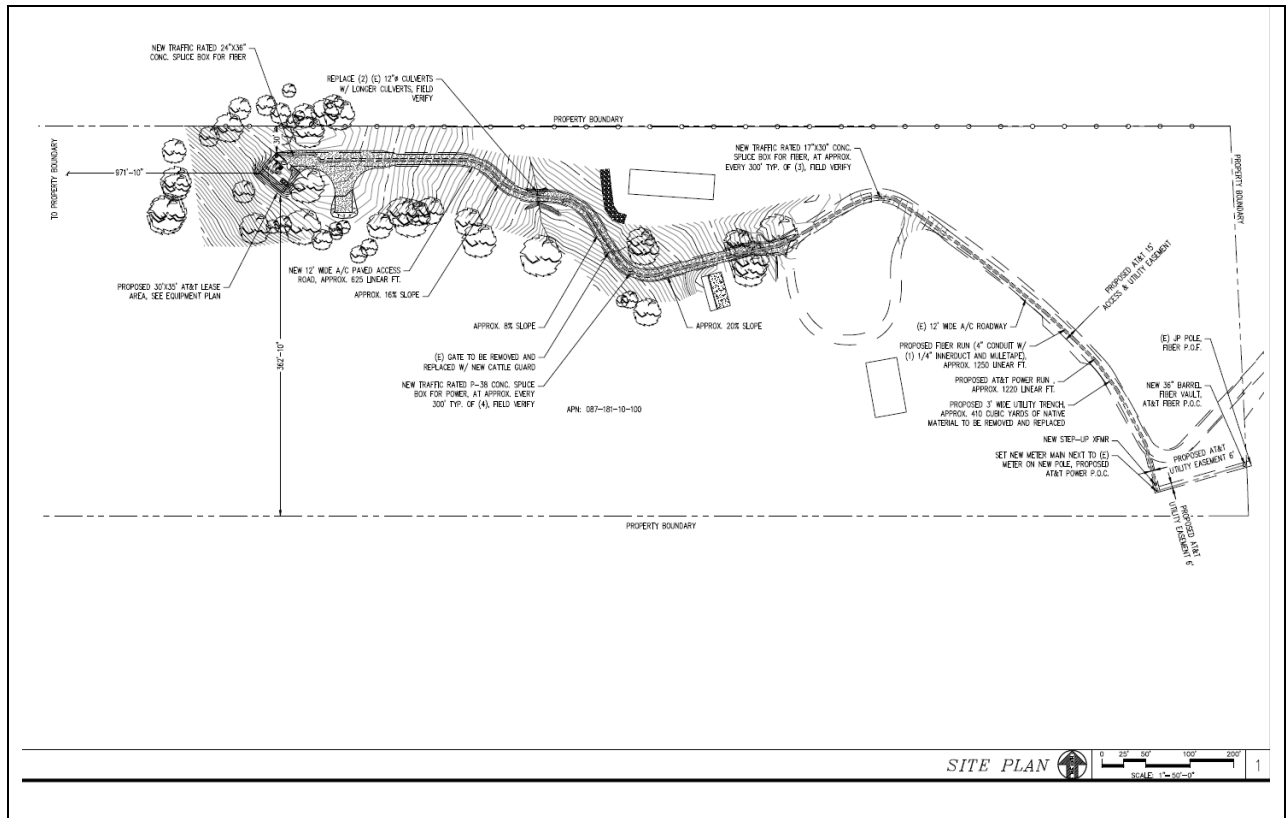 NEW TRAFFIC RATED 24"X36"
CONC. SPLICE BOX FOR FIBER
REPLACE (2) (E) 12"ø CULVERTS
W/ LONGER CULVERTS, FIELD
VERIFY
PROPERTY BOUNDARY
30'
NEW TRAFFIC RATED 17"X30" CONC.
SPLICE BOX FOR FIBER, AT APPROX.
EVERY 300' TYP. OF (3), FIELD VERIFY
TO PROPERTY BOUNDARY
971'-10"
PROPERTY BOUNDARY
PROPOSED 30'X35' AT&T LEASE
AREA, SEE EQUIPMENT PLAN
NEW 12' WIDE A/C PAVED ACCESS
ROAD, APPROX. 625 LINEAR FT.
APPROX. 16% SLOPE
362'-10"
APPROX. 8% SLOPE
APPROX. 20% SLOPE
(E) GATE TO BE REMOVED AND
REPLACED W/ NEW CATTLE GUARD
NEW TRAFFIC RATED P-38 CONC. SPLICE
BOX FOR POWER, AT APPROX. EVERY
300' TYP. OF (4), FIELD VERIFY
APN: 087-181-10-100
PROPOSED AT&T 15'
ACCESS & UTILITY EASEMENT
(E) 12' WIDE A/C ROADWAY
PROPOSED FIBER RUN (4" CONDUIT W/
(1) 1/4" INNERDUCT AND MULETAPE),
APPROX. 1250 LINEAR FT.
PROPOSED AT&T POWER RUN ,
APPROX. 1220 LINEAR FT.
PROPOSED 3' WIDE UTILITY TRENCH,
APPROX. 410 CUBIC YARDS OF NATIVE
MATERIAL TO BE REMOVED AND REPLACED
(E) JP POLE,
FIBER P.O.F.
NEW 36" BARREL
FIBER VAULT,
AT&T FIBER P.O.C.
NEW STEP-UP XFMR
SET NEW METER MAIN NEXT TO (E)
METER ON NEW POLE, PROPOSED
AT&T POWER P.O.C.
PROPOSED AT&T
UTILITY EASEMENT 6'
PROPOSED AT&T
UTILITY EASEMENT 6'
PROPERTY BOUNDARY
SITE PLAN
0 25' 50' 100' 200'
SCALE: 1"=50'-0"
1